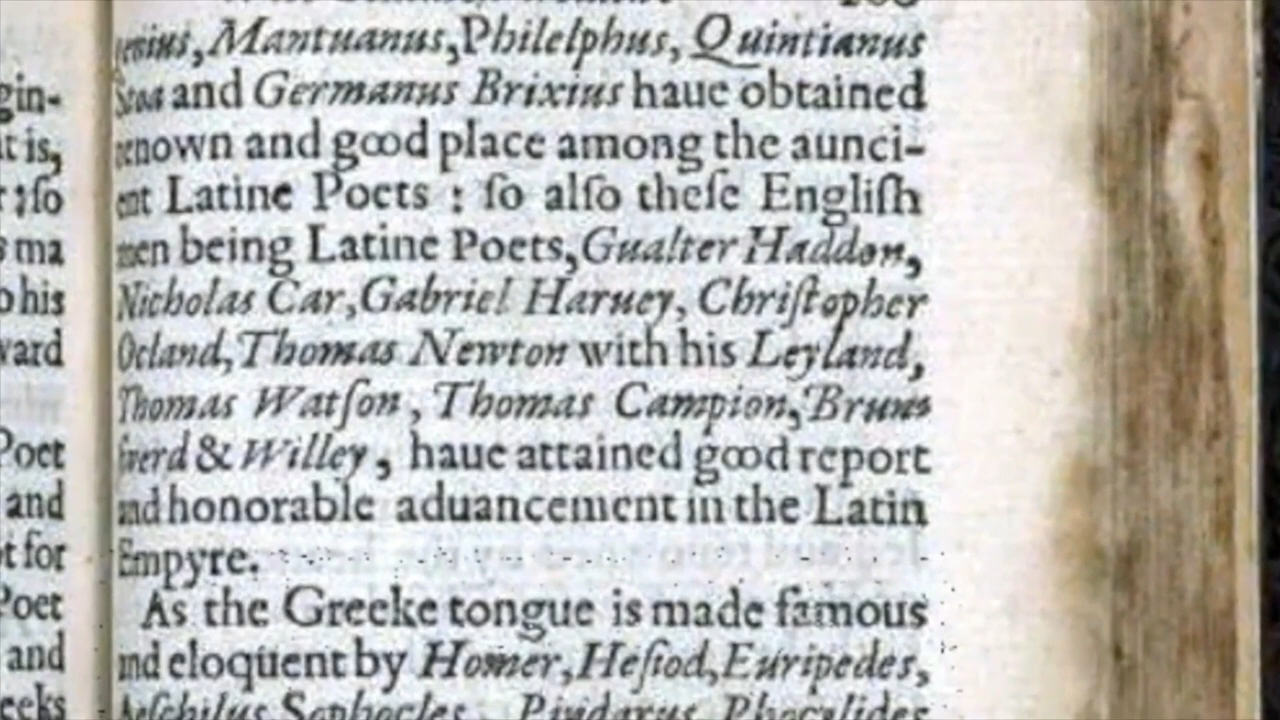 gin-
t is,
r; ſo
s ma
o his
ward
Poet
and
t for
Poet
and
eeks
enius, Mantuanus, Philelphus, Quintianus
Stoa and Germanus Brixius haue obtained
renown and good place among the aunci-
ent Latine Poets : ſo alſo theſe Engliſh
men being Latine Poets, Gualter Haddon,
Nicholas Car, Gabriel Haruey, Chriſtopher
Ocland, Thomas Newton with his Leyland,
Thomas Watſon, Thomas Campion, Bruns
werd & Willey, haue attained good report
and honorable aduancement in the Latin
Empyre.
As the Greeke tongue is made famous
and eloquent by Homer, Heſiod, Euripedes,
Aeſchilus, Sophocles, Pindarus, Phocylides